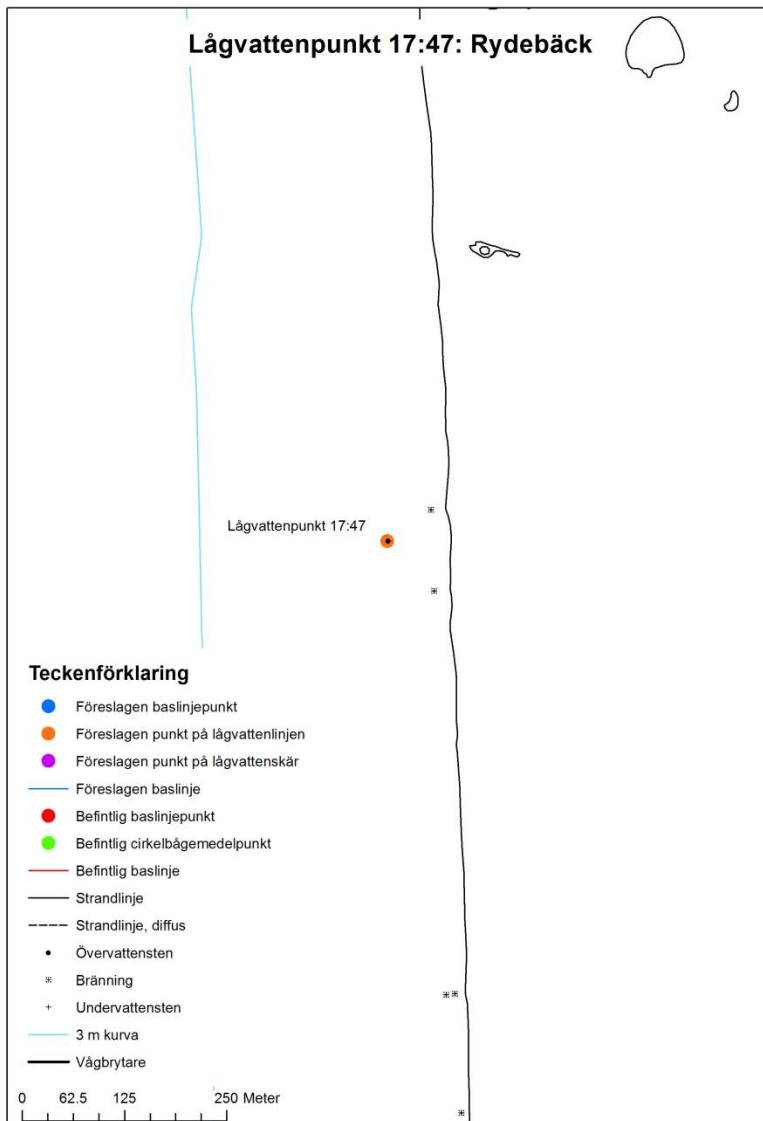 Lågvattenpunkt 17:47: Rydebäck
Lågvattenpunkt 17:47
Teckenförklaring
Föreslagen baslinjepunkt
Föreslagen punkt på lågvattenlinjen
Föreslagen punkt på lågvattenskär
Föreslagen baslinje
Befintlig baslinjepunkt
Befintlig cirkelbågemedelpunkt
Befintlig baslinje
Strandlinje
Strandlinje, diffus
Övervattensten
Bränning
Undervattensten
3 m kurva
Vågbrytare
0 62.5 125 250 Meter